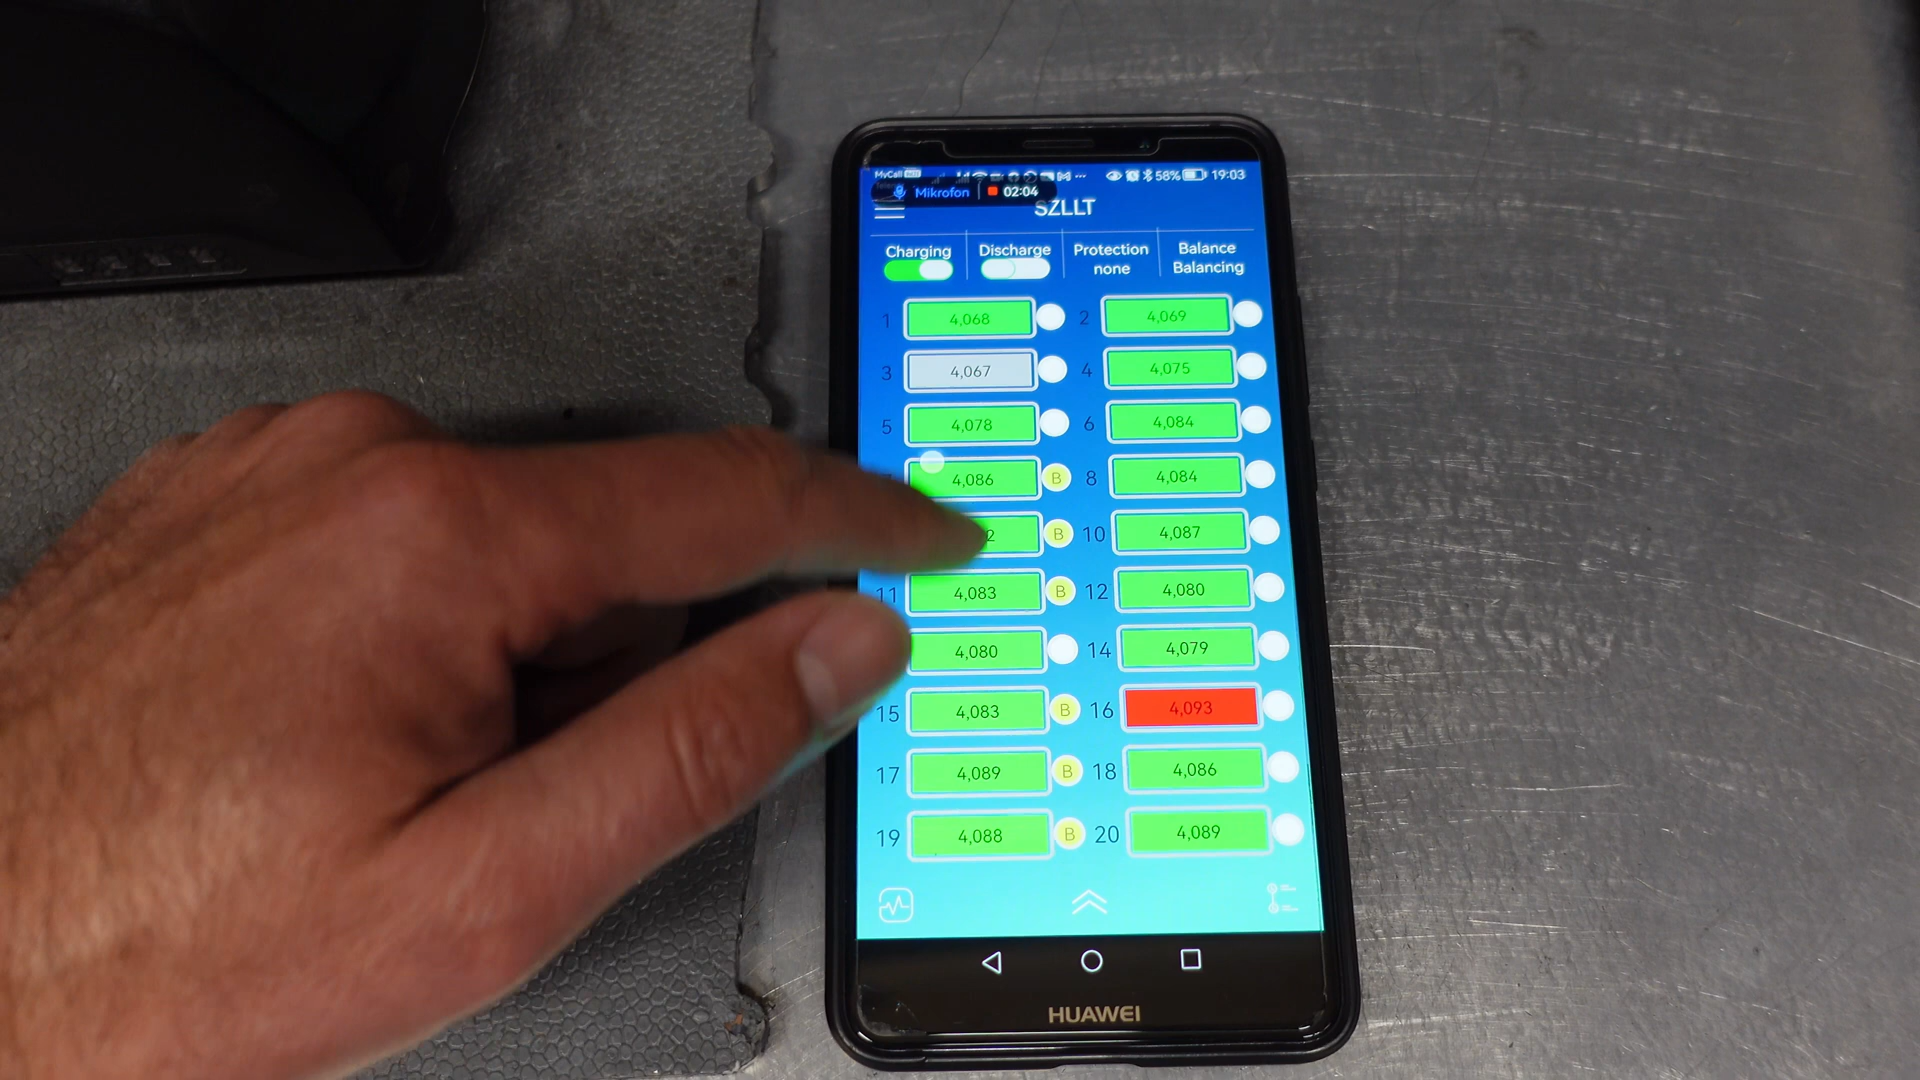 MyCall
58% 19:03
Mikrofon 02:04
SZLLT
Charging Discharge Protection Balance
none Balancing
1 4,068 2 4,069
3 4,067 4 4,075
5 4,078 6 4,084
4,086 B 8 4,084
2 B 10 4,087
11 4,083 B 12 4,080
4,080 14 4,079
15 4,083 B 16 4,093
17 4,089 B 18 4,086
19 4,088 B 20 4,089
HUAWEI